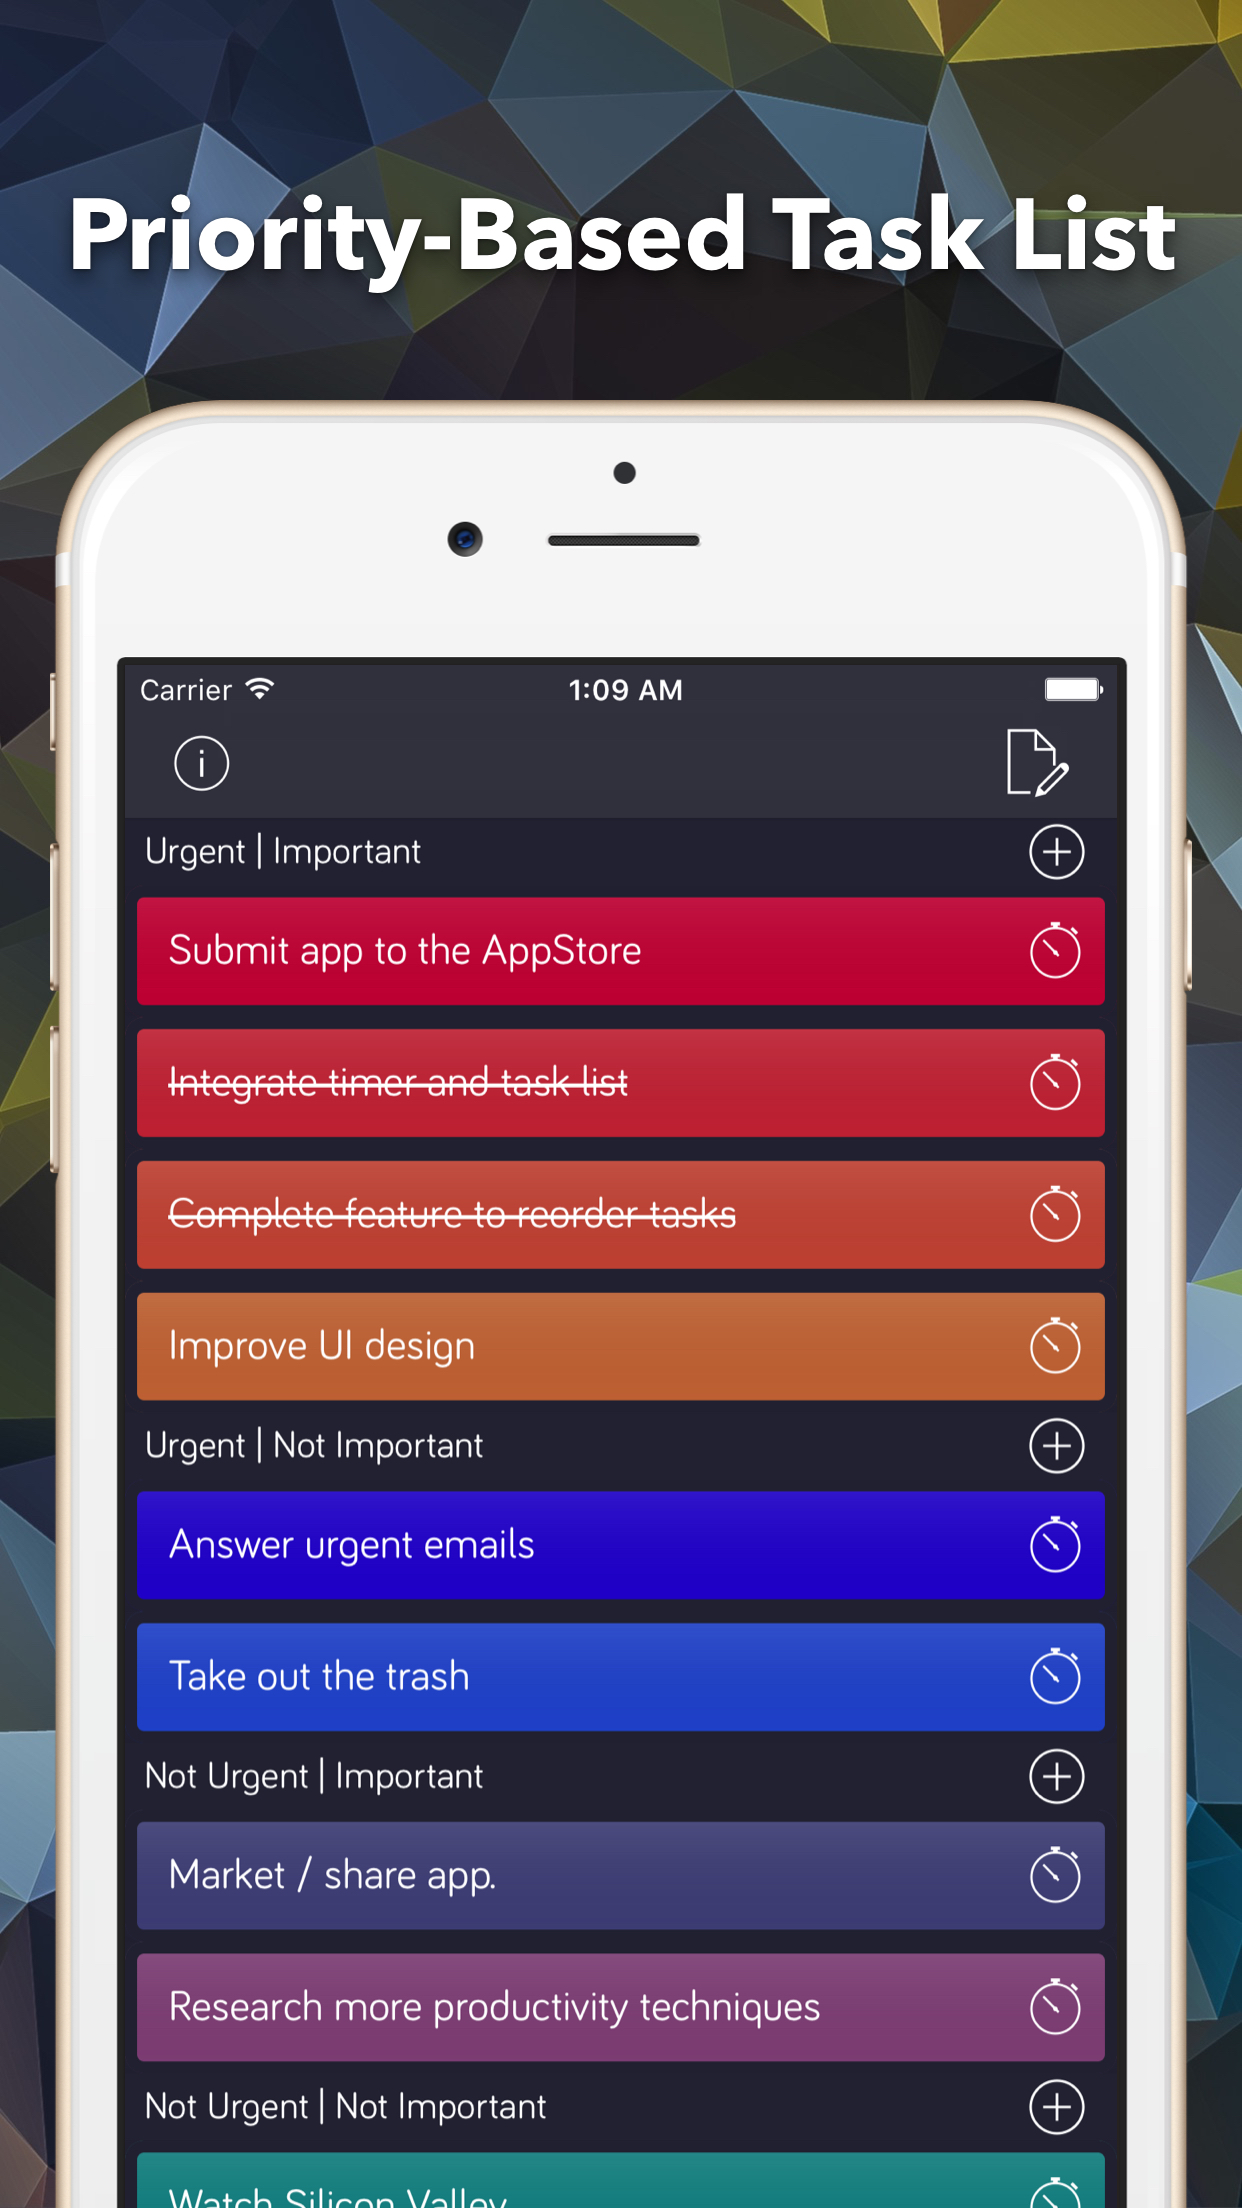 Priority-Based Task List
Carrier 1:09 AM
Urgent | Important
Submit app to the AppStore
Integrate timer and task list
Complete feature to reorder tasks
Improve UI design
Urgent | Not Important
Answer urgent emails
Take out the trash
Not Urgent | Important
Market / share app.
Research more productivity techniques
Not Urgent | Not Important
Watch Silicon Valley